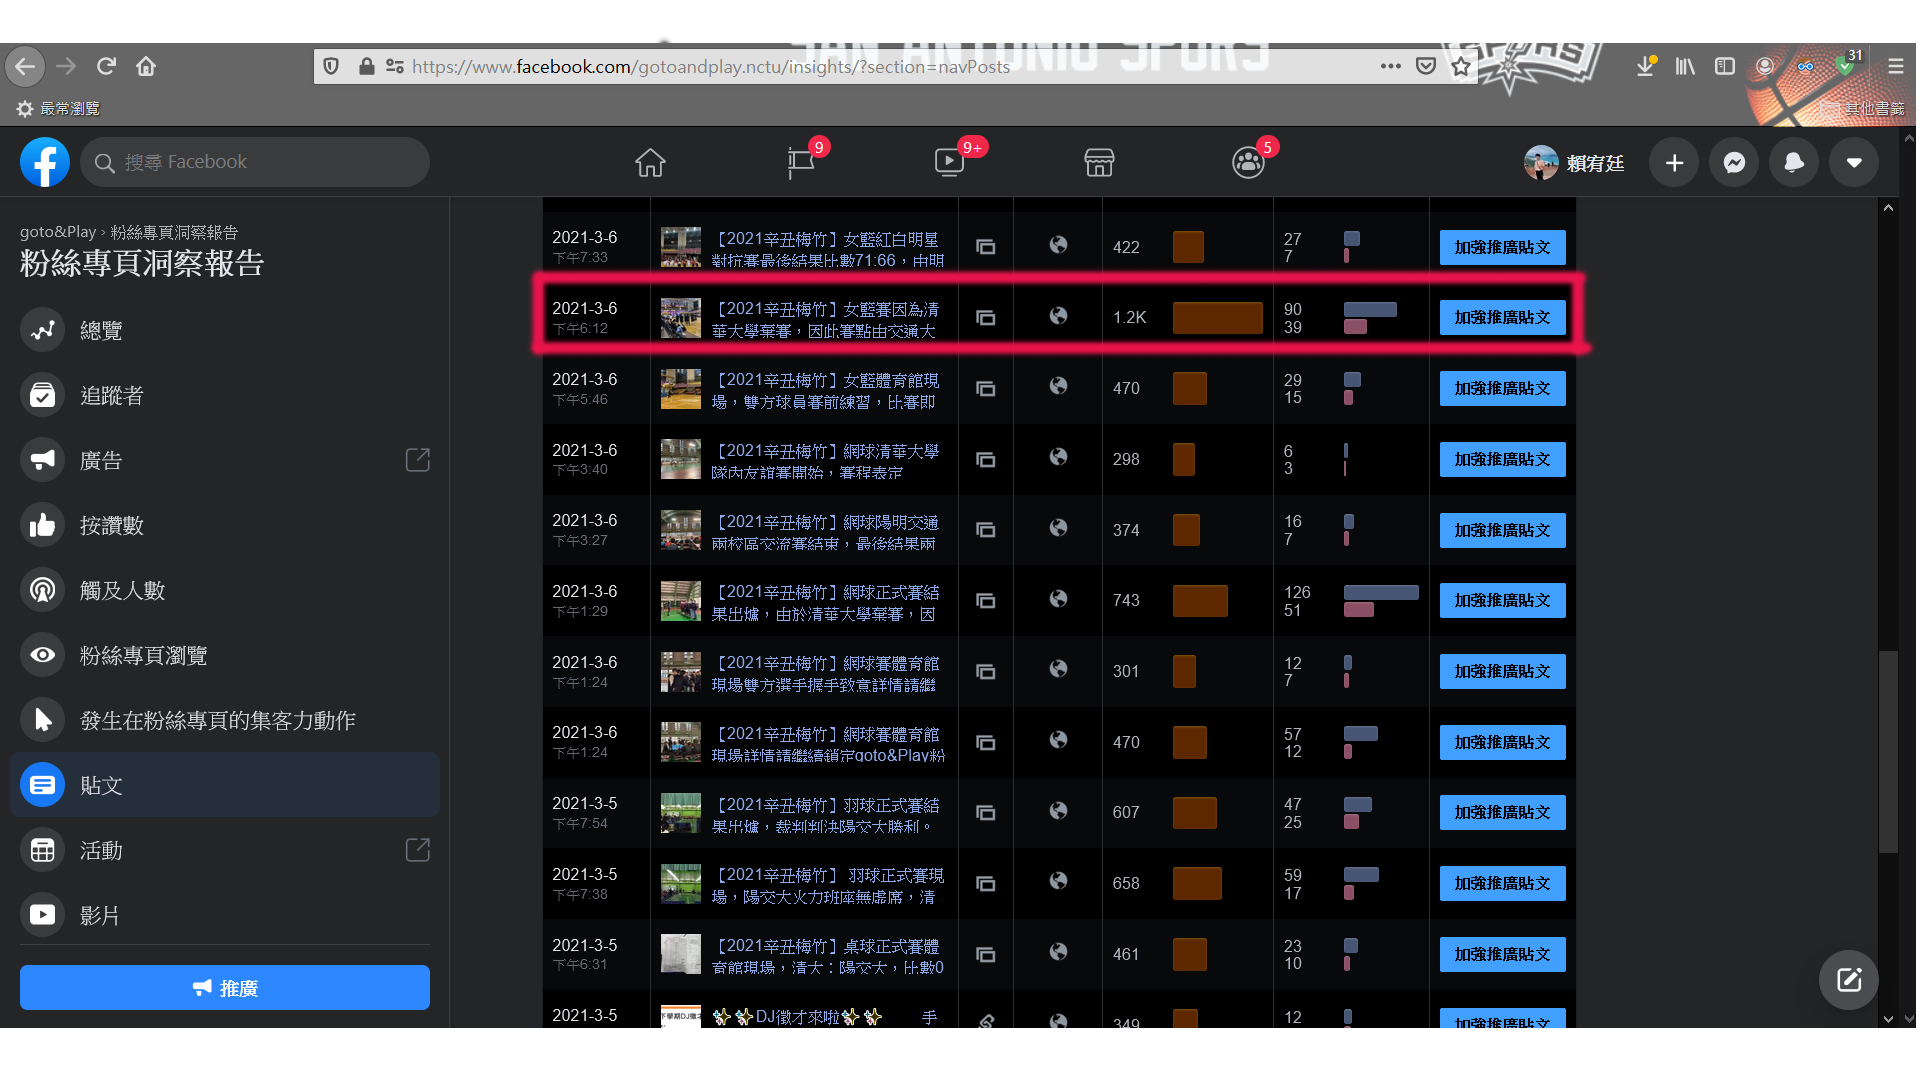 SAN ANTONIO SPURS
https://www.facebook.com/gotoandplay.nctu/insights/?section=navPosts
31
最常瀏覽
其他書籤
搜尋 Facebook
9
9+
5
賴宥廷
goto&Play › 粉絲專頁洞察報告
粉絲專頁洞察報告
總覽
追蹤者
廣告
按讚數
觸及人數
粉絲專頁瀏覽
發生在粉絲專頁的集客力動作
貼文
活動
影片
推廣
2021-3-6
下午7:33
【2021辛丑梅竹】女籃紅白明星
對抗賽最後結果比數71:66，由明
422
27
7
加強推廣貼文
2021-3-6
下午6:12
【2021辛丑梅竹】女籃賽因為清
華大學棄賽，因此賽點由交通大
1.2K
90
39
加強推廣貼文
2021-3-6
下午5:46
【2021辛丑梅竹】女籃體育館現
場，雙方球員賽前練習，比賽即
470
29
15
加強推廣貼文
2021-3-6
下午3:40
【2021辛丑梅竹】網球清華大學
隊內友誼賽開始，賽程表定
298
6
3
加強推廣貼文
2021-3-6
下午3:27
【2021辛丑梅竹】網球陽明交通
兩校區交流賽結束，最後結果兩
374
16
7
加強推廣貼文
2021-3-6
下午1:29
【2021辛丑梅竹】網球正式賽結
果出爐，由於清華大學棄賽，因
743
126
51
加強推廣貼文
2021-3-6
下午1:24
【2021辛丑梅竹】網球賽體育館
現場雙方選手握手致意詳情請繼
301
12
7
加強推廣貼文
2021-3-6
下午1:24
【2021辛丑梅竹】網球賽體育館
現場詳情請繼續鎖定goto&Play粉
470
57
12
加強推廣貼文
2021-3-5
下午7:54
【2021辛丑梅竹】羽球正式賽結
果出爐，裁判判決陽交大勝利。
607
47
25
加強推廣貼文
2021-3-5
下午7:38
【2021辛丑梅竹】 羽球正式賽現
場，陽交大火力班座無虛席，清
658
59
17
加強推廣貼文
2021-3-5
下午6:31
【2021辛丑梅竹】桌球正式賽體
育館現場，清大：陽交大，比數0
461
23
10
加強推廣貼文
2021-3-5
下學期DJ徵才
✨✨DJ徵才來啦✨✨ 手
349
12
加強推廣貼文